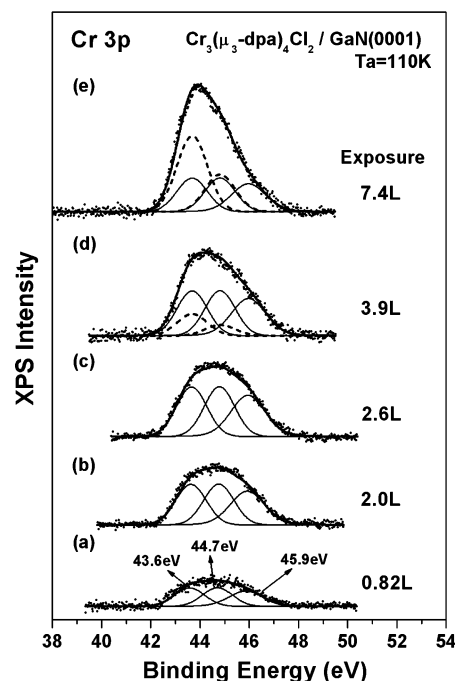 Cr 3p
Cr₃(μ₃-dpa)₄Cl₂ / GaN(0001)
Ta=110K
(e)
Exposure
7.4L
(d)
3.9L
(c)
2.6L
(b)
2.0L
(a)
43.6eV
44.7eV
45.9eV
0.82L
XPS Intensity
38 40 42 44 46 48 50 52 54
Binding Energy (eV)